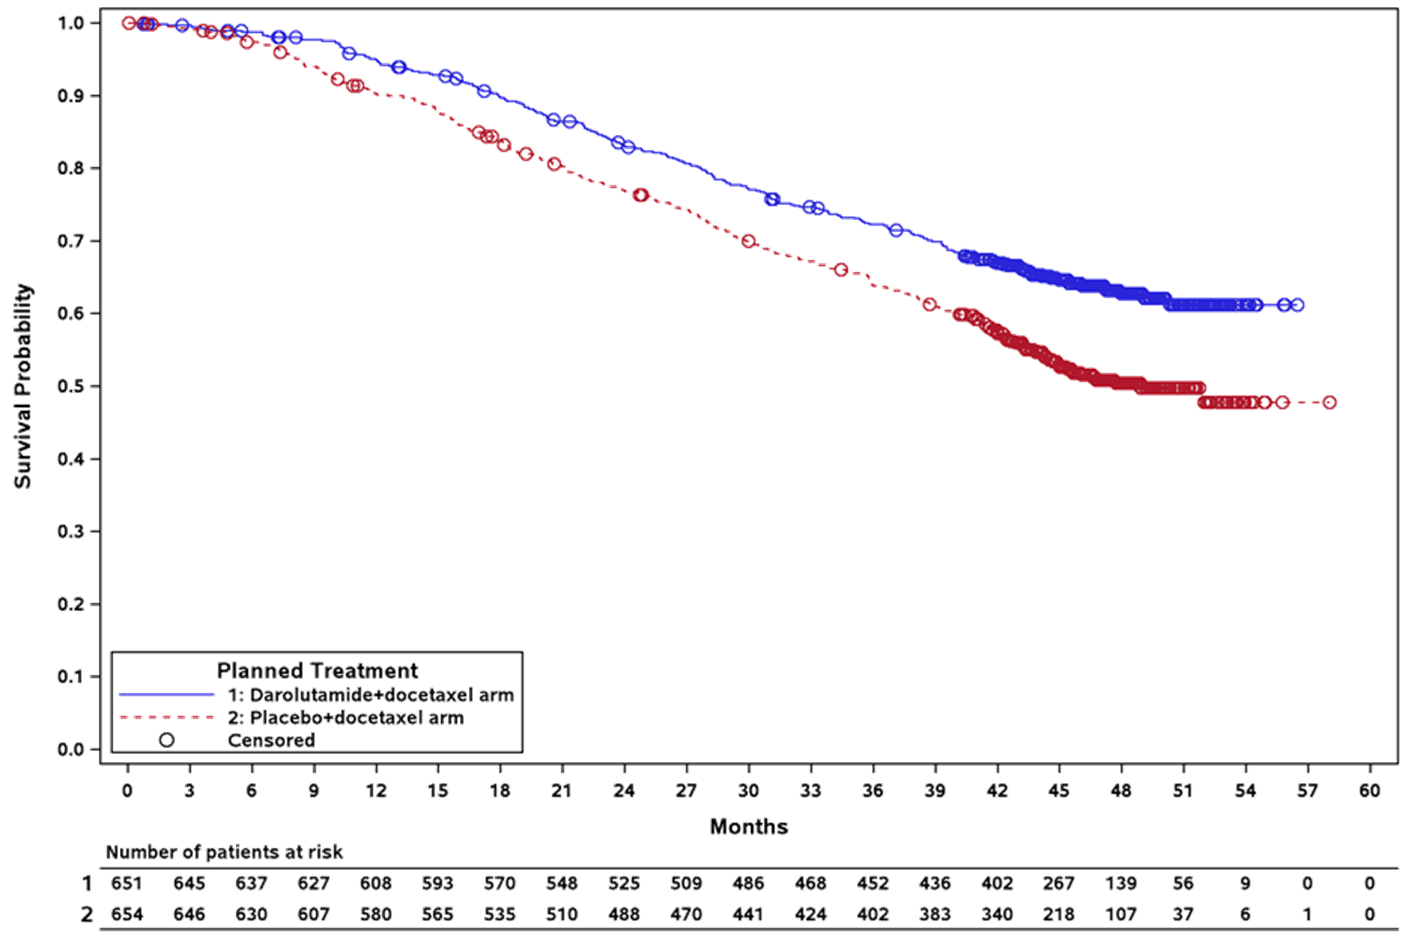 1.0
0.9
0.8
0.7
0.6
0.5
0.4
0.3
0.2
0.1
0.0
Survival Probability
Planned Treatment
1: Darolutamide+docetaxel arm
2: Placebo+docetaxel arm
Censored
0 3 6 9 12 15 18 21 24 27 30 33 36 39 42 45 48 51 54 57 60
Months
Number of patients at risk
1 651 645 637 627 608 593 570 548 525 509 486 468 452 436 402 267 139 56 9 0 0
2 654 646 630 607 580 565 535 510 488 470 441 424 402 383 340 218 107 37 6 1 0